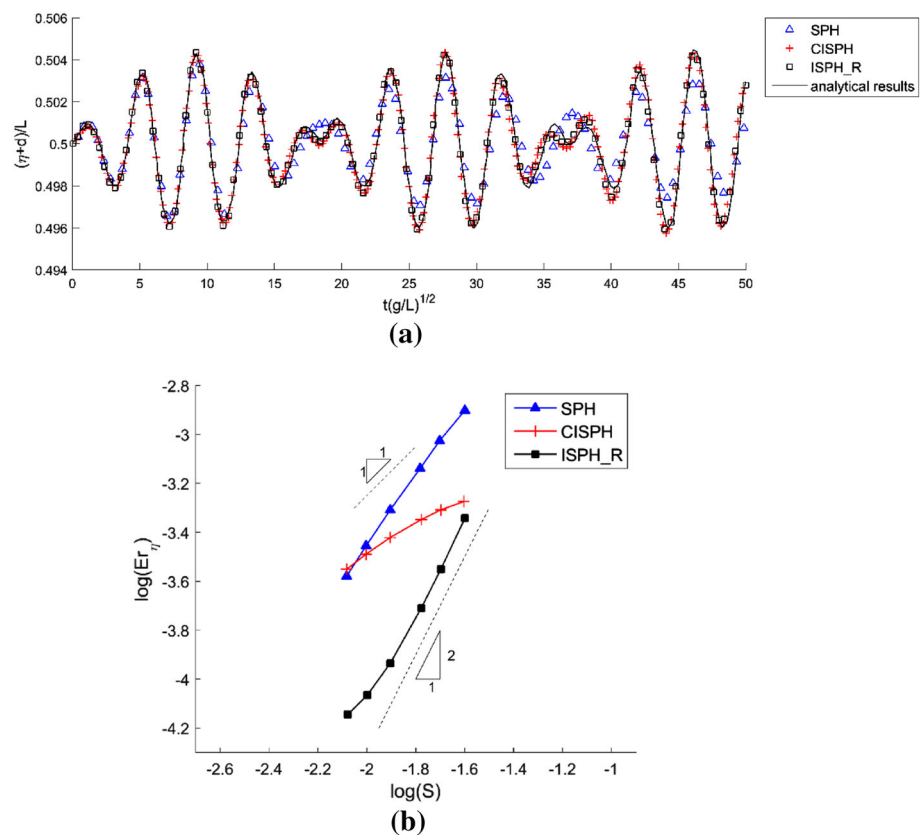 0.506
0.504
0.502
0.5
0.498
0.496
0.494
(η+d)/L
0 5 10 15 20 25 30 35 40 45 50
t(g/L)^1/2
SPH
CISPH
ISPH_R
analytical results
(a)
-2.8
-3
-3.2
-3.4
-3.6
-3.8
-4
-4.2
log(Er_η)
1
1
2
1
SPH
CISPH
ISPH_R
-2.6 -2.4 -2.2 -2 -1.8 -1.6 -1.4 -1.2 -1
log(S)
(b)